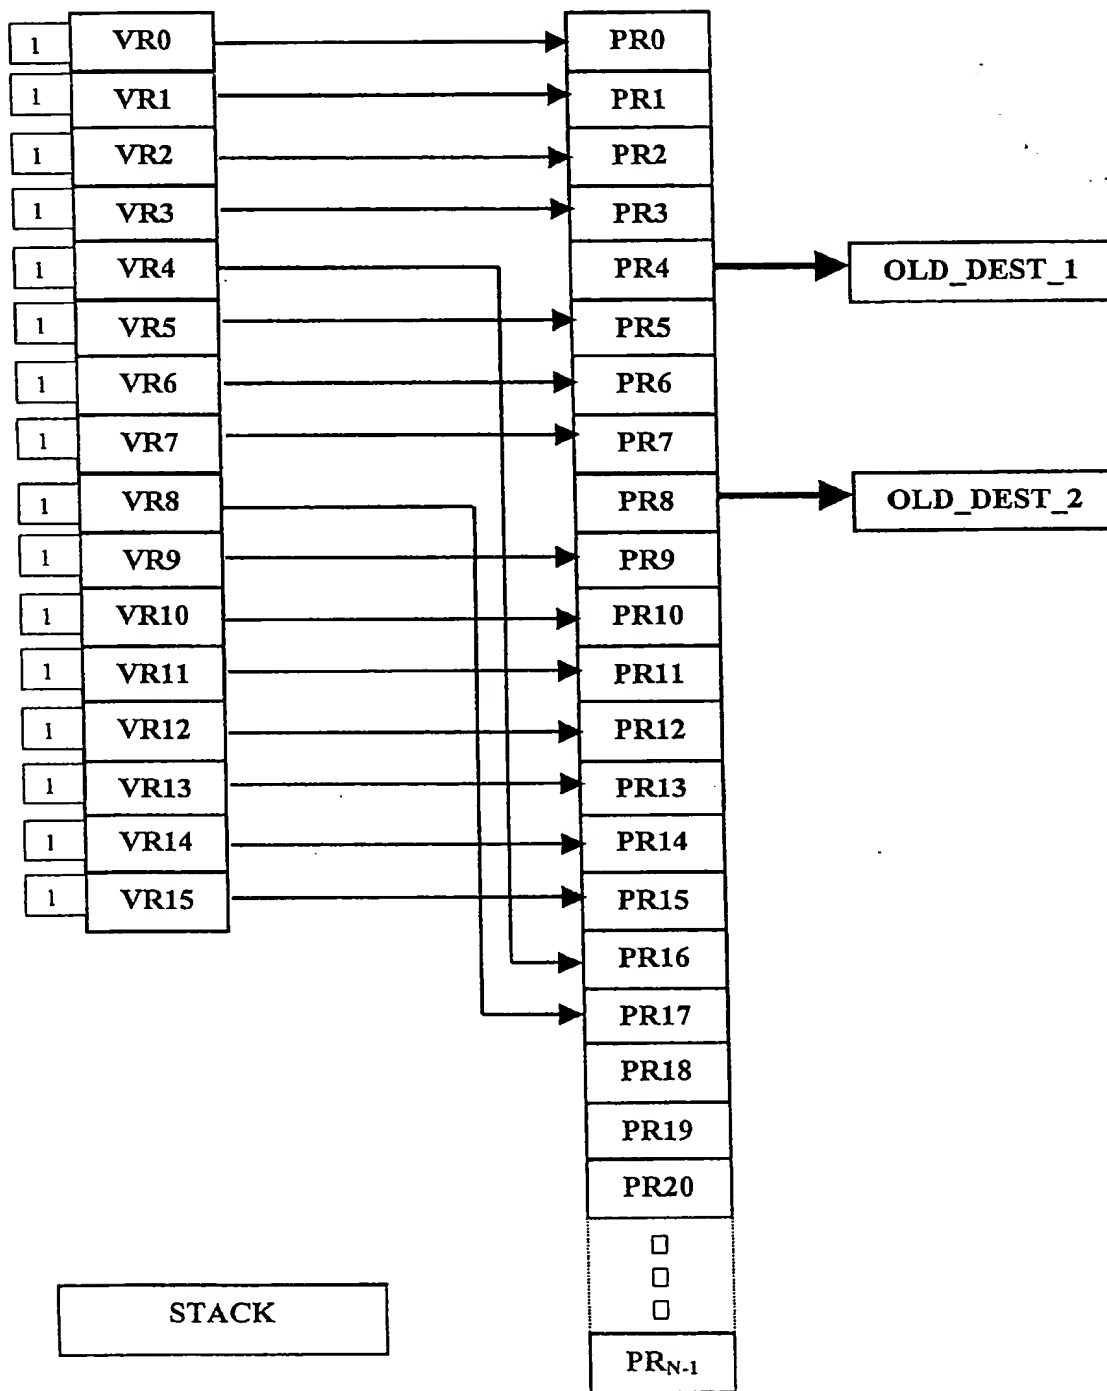 1 VR0 PR0
1 VR1 PR1
1 VR2 PR2
1 VR3 PR3
1 VR4 PR4 OLD_DEST_1
1 VR5 PR5
1 VR6 PR6
1 VR7 PR7
1 VR8 PR8 OLD_DEST_2
1 VR9 PR9
1 VR10 PR10
1 VR11 PR11
1 VR12 PR12
1 VR13 PR13
1 VR14 PR14
1 VR15 PR15
PR16
PR17
PR18
PR19
PR20
STACK
PRN-1